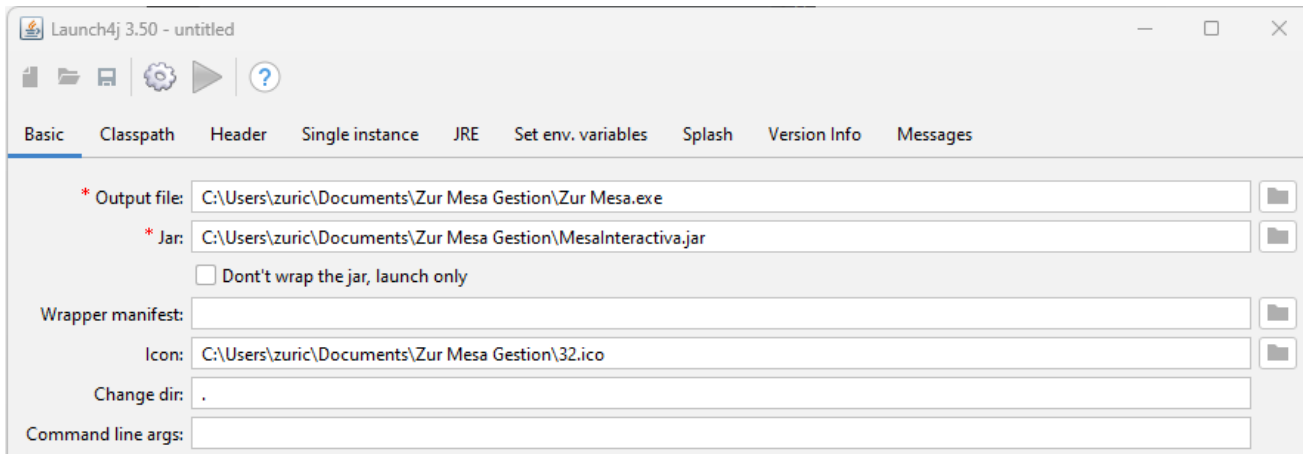 Launch4j 3.50 - untitled
Basic Classpath Header Single instance JRE Set env. variables Splash Version Info Messages
* Output file: C:\Users\zuric\Documents\Zur Mesa Gestion\Zur Mesa.exe
* Jar: C:\Users\zuric\Documents\Zur Mesa Gestion\MesaInteractiva.jar
Dont't wrap the jar, launch only
Wrapper manifest:
Icon: C:\Users\zuric\Documents\Zur Mesa Gestion\32.ico
Change dir: .
Command line args: